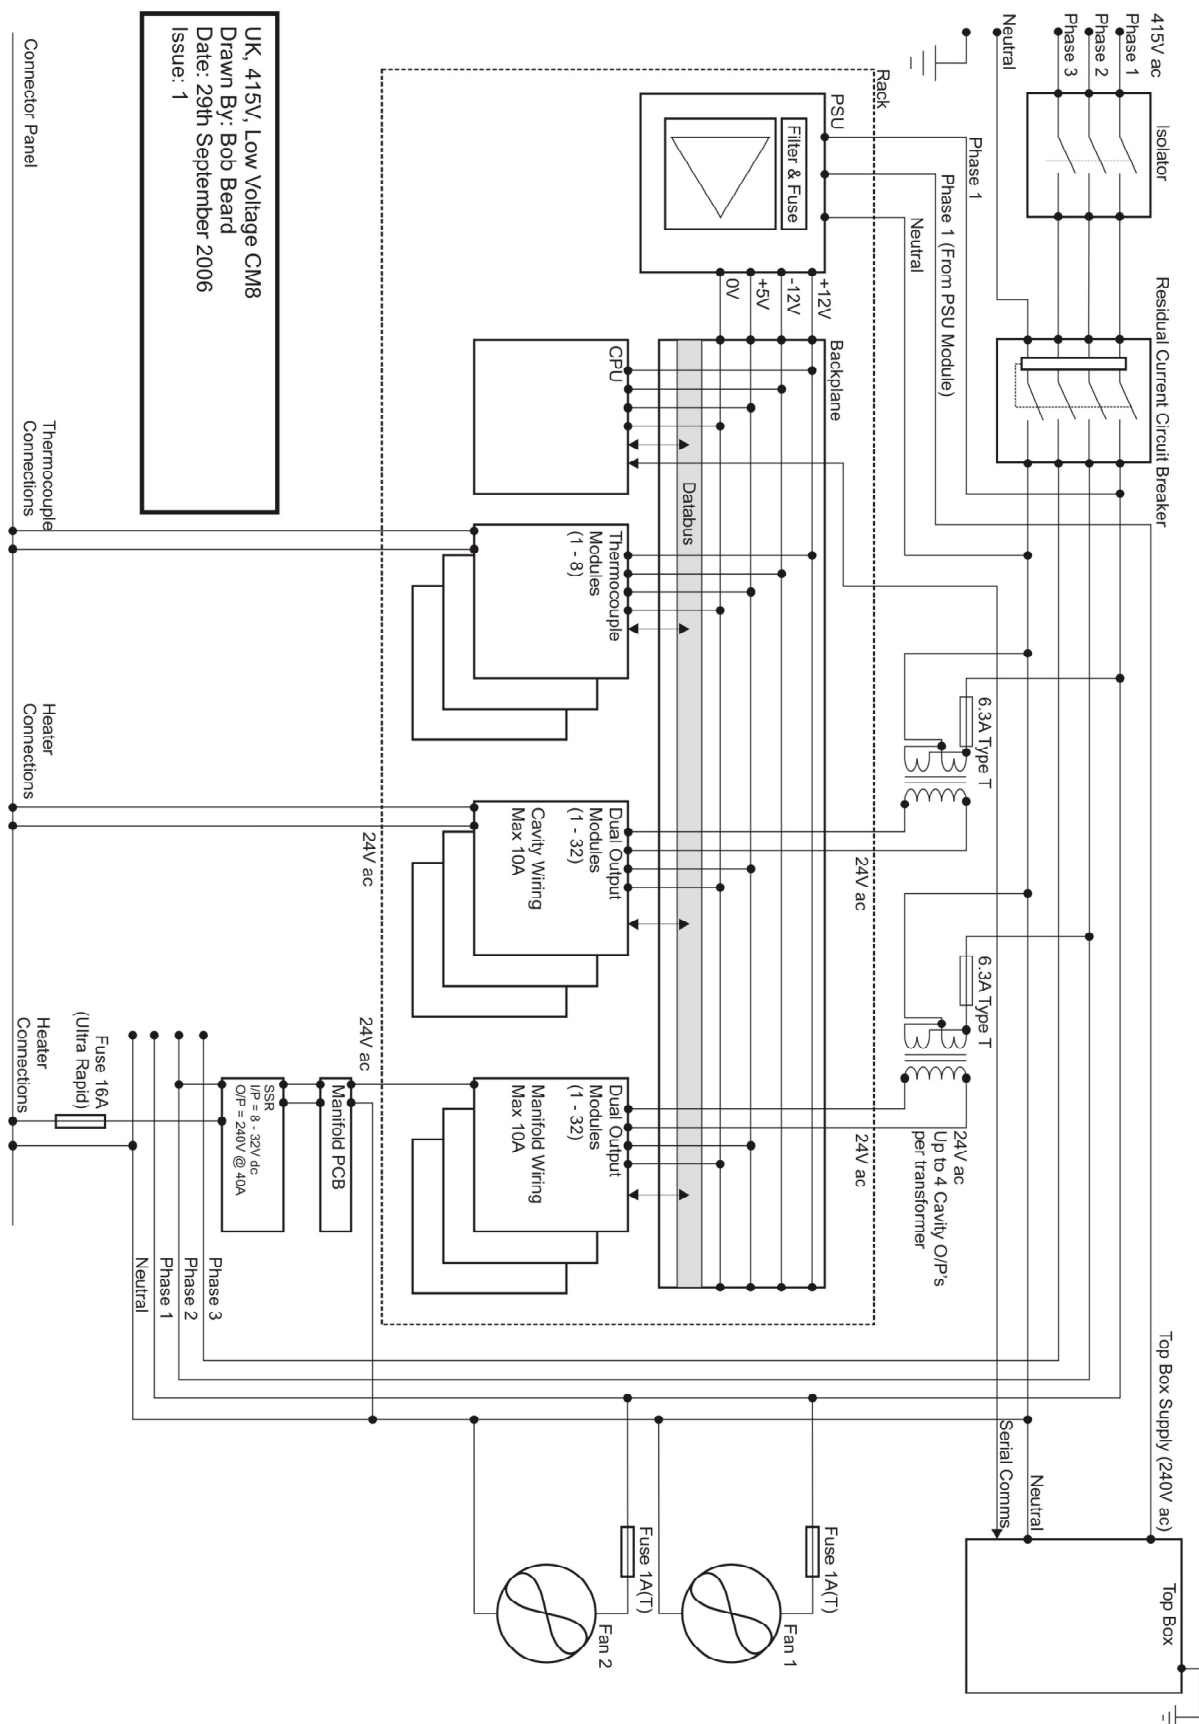 415V ac
Phase 1
Phase 2
Phase 3
Neutral
Isolator
Residual Current Circuit Breaker
Top Box Supply (240V ac)
Top Box
Neutral
Serial Comms
Phase 1
Phase 1 (From PSU Module)
Neutral
6.3A Type T
6.3A Type T
24V ac
Up to 4 Cavity O/P's
per transformer
Rack
24V ac
24V ac
PSU
Filter & Fuse
+12V
-12V
+5V
0V
Backplane
Databus
CPU
Thermocouple
Modules
(1 - 8)
Dual Output
Modules
(1 - 32)
Cavity Wiring
Max 10A
Dual Output
Modules
(1 - 32)
Manifold Wiring
Max 10A
Fuse 1A(T)
Fan 1
Fuse 1A(T)
Fan 2
24V ac
24V ac
Manifold PCB
SSR
I/P = 8 - 32V dc
O/P = 240V @ 40A
Phase 3
Phase 2
Phase 1
Neutral
Fuse 16A
(Ultra Rapid)
UK, 415V, Low Voltage CM8
Drawn By: Bob Beard
Date: 29th September 2006
Issue: 1
Connector Panel
Thermocouple
Connections
Heater
Connections
Heater
Connections